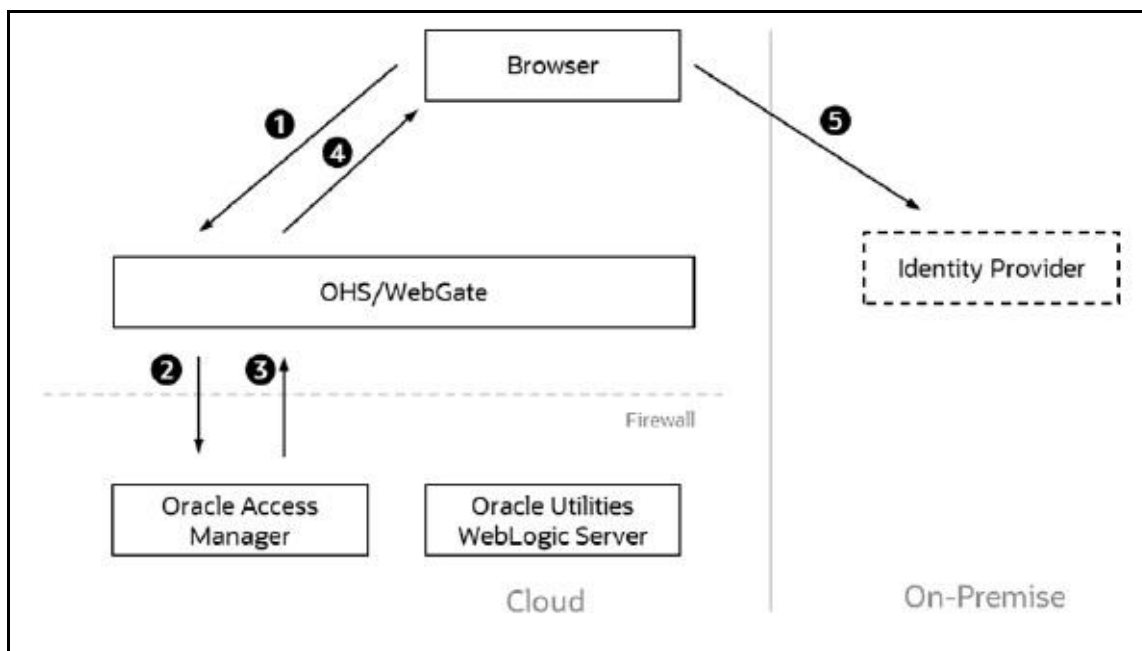 Browser
1
4
5
OHS/WebGate
Identity Provider
2
3
Firewall
Oracle Access
Manager
Oracle Utilities
WebLogic Server
Cloud
On-Premise